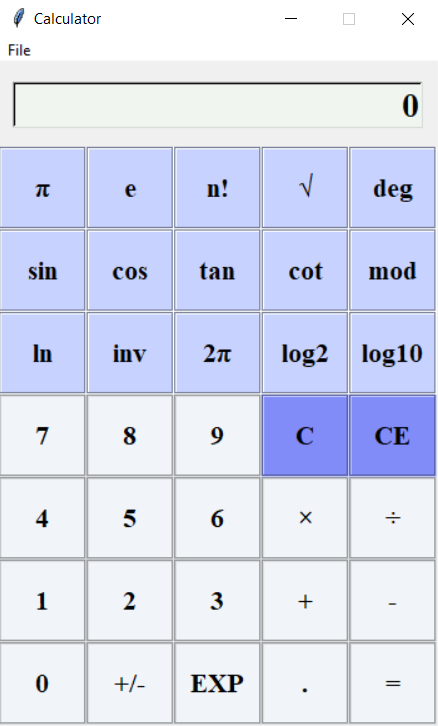 Calculator
File
0
π e n! √ deg
sin cos tan cot mod
ln inv 2π log2 log10
7 8 9 C CE
4 5 6 × ÷
1 2 3 + -
0 +/- EXP . =